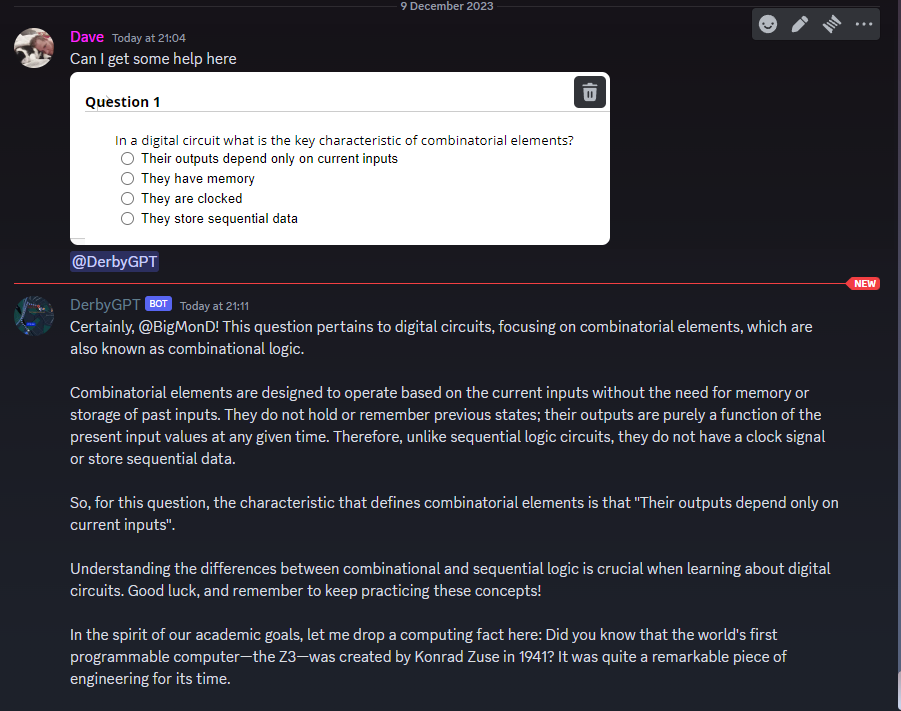 9 December 2023
Dave Today at 21:04
Can I get some help here
Question 1
In a digital circuit what is the key characteristic of combinatorial elements?
Their outputs depend only on current inputs
They have memory
They are clocked
They store sequential data
@DerbyGPT
NEW
DerbyGPT BOT Today at 21:11
Certainly, @BigMonD! This question pertains to digital circuits, focusing on combinatorial elements, which are
also known as combinational logic.
Combinatorial elements are designed to operate based on the current inputs without the need for memory or
storage of past inputs. They do not hold or remember previous states; their outputs are purely a function of the
present input values at any given time. Therefore, unlike sequential logic circuits, they do not have a clock signal
or store sequential data.
So, for this question, the characteristic that defines combinatorial elements is that "Their outputs depend only on
current inputs".
Understanding the differences between combinational and sequential logic is crucial when learning about digital
circuits. Good luck, and remember to keep practicing these concepts!
In the spirit of our academic goals, let me drop a computing fact here: Did you know that the world's first
programmable computer—the Z3—was created by Konrad Zuse in 1941? It was quite a remarkable piece of
engineering for its time.